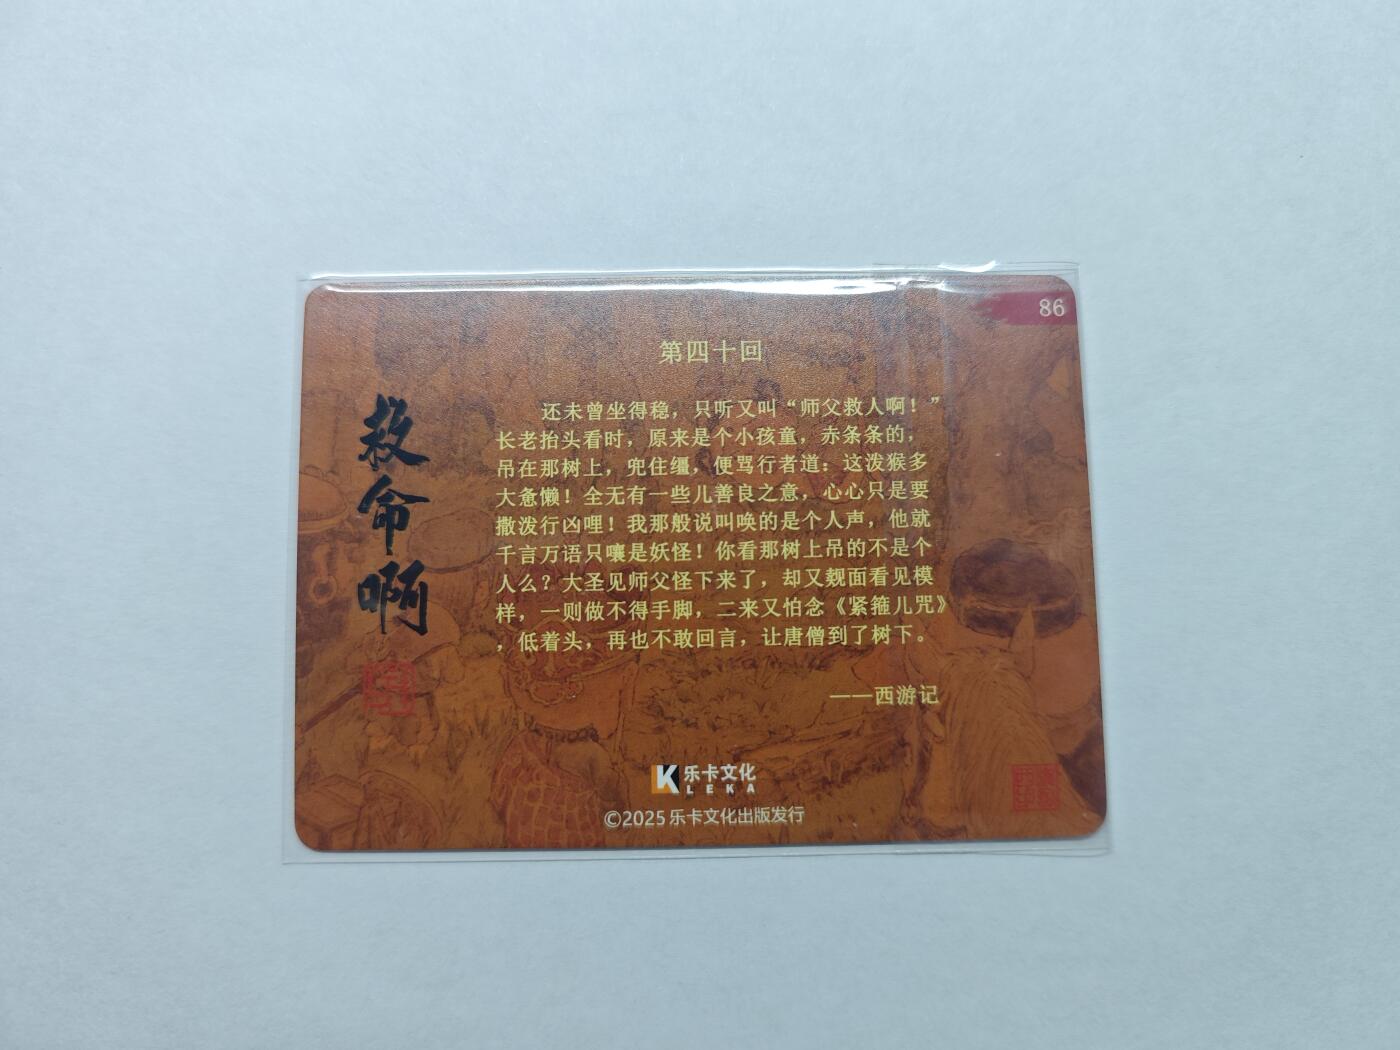 86
第四十回
救命啊
还未曾坐得稳，只听又叫“师父救人啊！”
长老抬头看时，原来是个小孩童，赤条条的，
吊在那树上，兜住缰，便骂行者道：这泼猴多
大惫懒！全无有一些儿善良之意，心心只是要
撒泼行凶哩！我那般说叫唤的是个人声，他就
千言万语只嚷是妖怪！你看那树上吊的不是个
人么？大圣见师父怪下来了，却又觌面看见模
样，一则做不得手脚，二来又怕念《紧箍儿咒》
，低着头，再也不敢回言，让唐僧到了树下。
——西游记
乐卡文化
LEKA
©2025乐卡文化出版发行